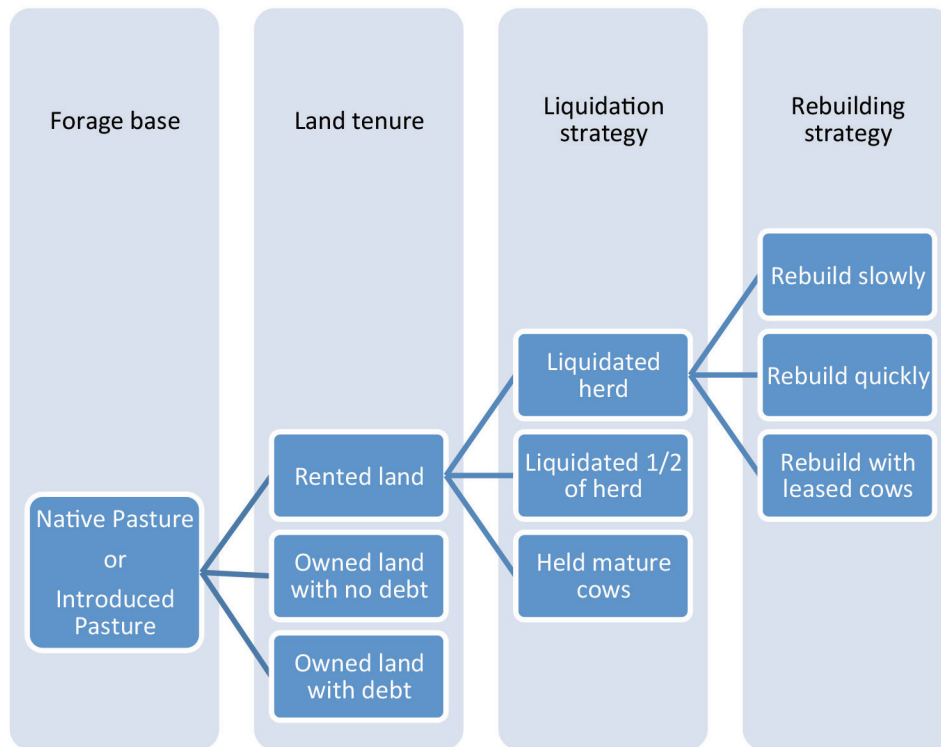 Forage base
Land tenure
Liquidation
strategy
Rebuilding
strategy
Native Pasture
or
Introduced
Pasture
Rented land
Owned land
with no debt
Owned land
with debt
Liquidated
herd
Liquidated 1/2
of herd
Held mature
cows
Rebuild slowly
Rebuild quickly
Rebuild with
leased cows